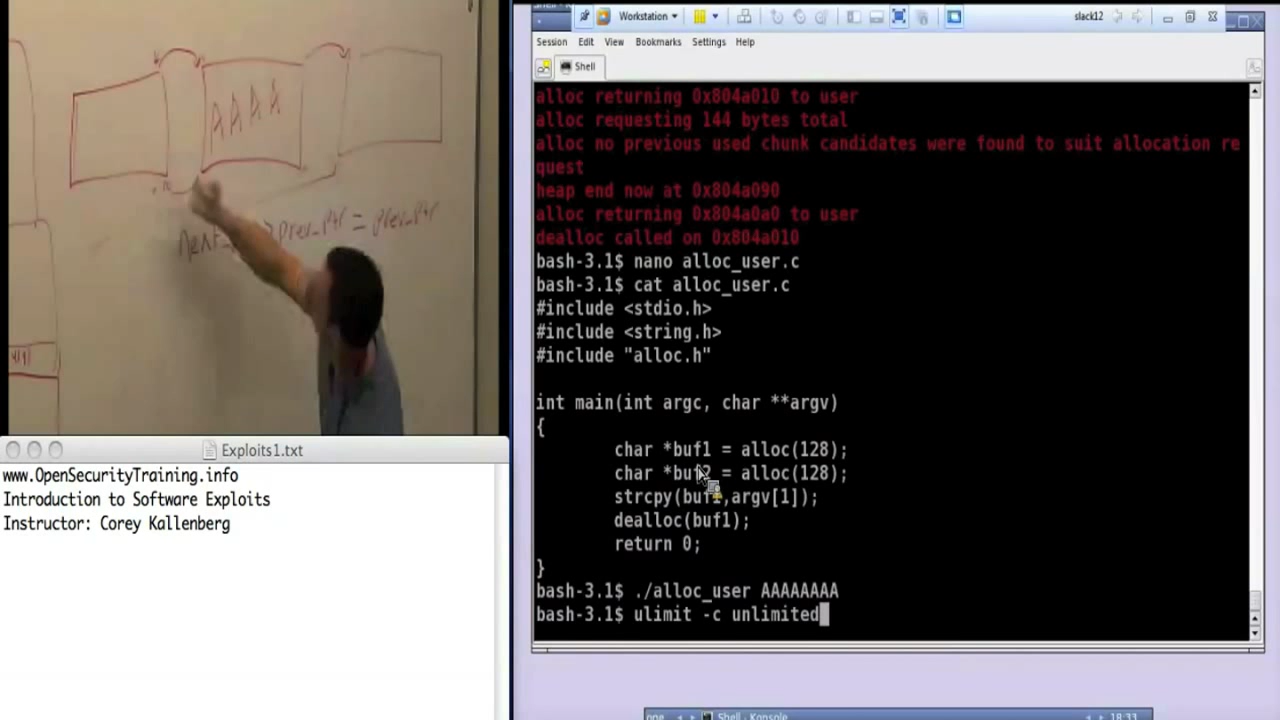 AAAA
prev_ptr = prev_ptr
Workstation
slack12
Session Edit View Bookmarks Settings Help
Shell
alloc returning 0x804a010 to user
alloc requesting 144 bytes total
alloc no previous used chunk candidates were found to suit allocation re
quest
heap end now at 0x804a090
alloc returning 0x804a0a0 to user
dealloc called on 0x804a010
bash-3.1$ nano alloc_user.c
bash-3.1$ cat alloc_user.c
#include <stdio.h>
#include <string.h>
#include "alloc.h"
int main(int argc, char **argv)
{
char *buf1 = alloc(128);
char *buf2 = alloc(128);
strcpy(buf1,argv[1]);
dealloc(buf1);
return 0;
}
bash-3.1$ ./alloc_user AAAAAAAA
bash-3.1$ ulimit -c unlimited
Exploits1.txt
www.OpenSecurityTraining.info
Introduction to Software Exploits
Instructor: Corey Kallenberg
Shell - Konsole
18:33